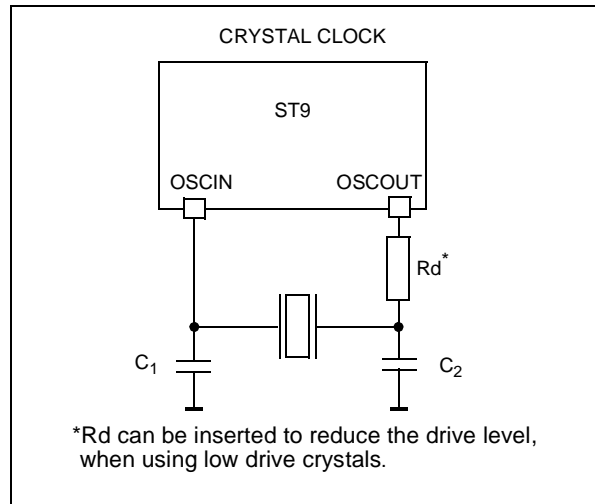 CRYSTAL CLOCK
ST9
OSCIN OSCOUT
Rd*
C1 C2
*Rd can be inserted to reduce the drive level,
when using low drive crystals.